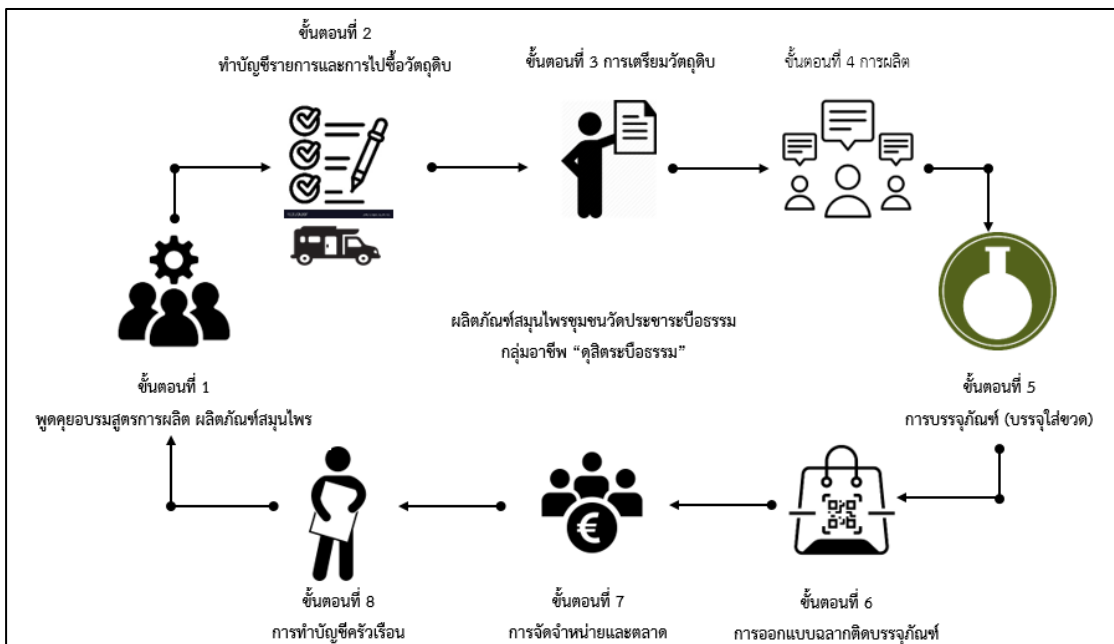 ขั้นตอนที่ 2
ทำบัญชีรายการและการไปซื้อวัตถุดิบ
ขั้นตอนที่ 3 การเตรียมวัตถุดิบ
ขั้นตอนที่ 4 การผลิต
ผลิตภัณฑ์สมุนไพรชุมชนวัดประชาระบือธรรม
กลุ่มอาชีพ “ดุสิตระบือธรรม”
ขั้นตอนที่ 1
พูดคุยอบรมสูตรการผลิต ผลิตภัณฑ์สมุนไพร
ขั้นตอนที่ 5
การบรรจุภัณฑ์ (บรรจุใส่ขวด)
ขั้นตอนที่ 8
การทำบัญชีครัวเรือน
ขั้นตอนที่ 7
การจัดจำหน่ายและตลาด
ขั้นตอนที่ 6
การออกแบบฉลากติดบรรจุภัณฑ์